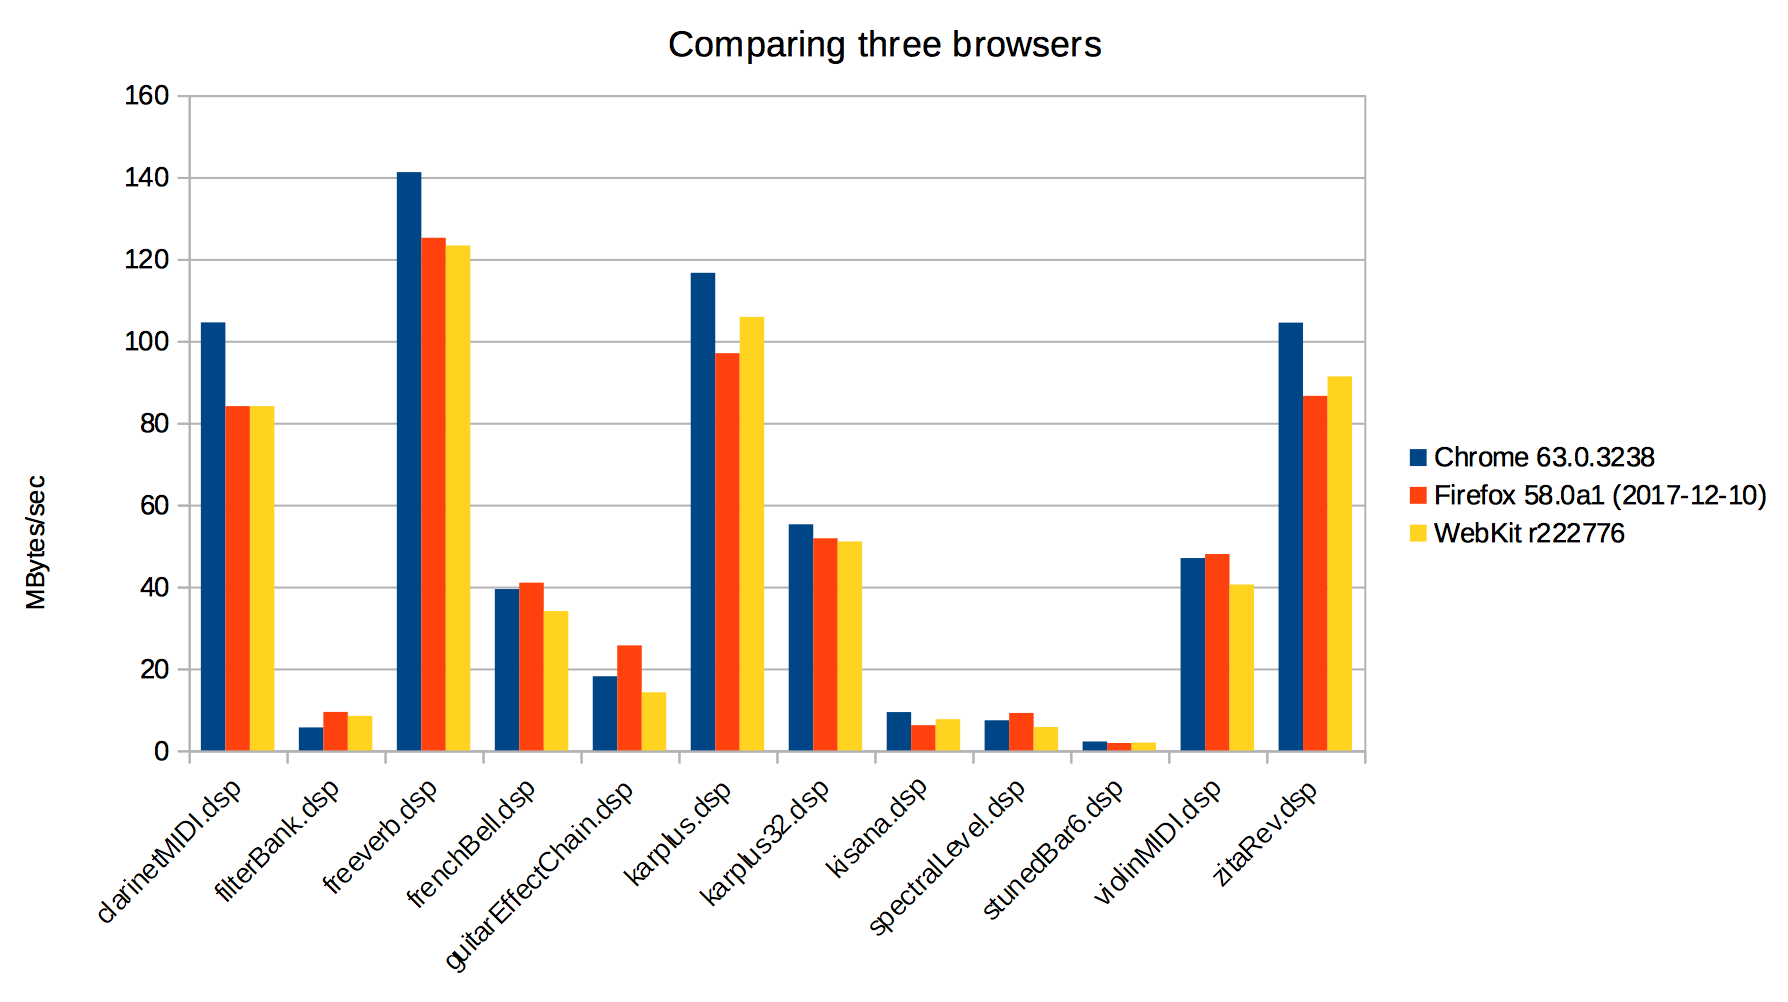 Comparing three browsers
160
140
120
100
80
60
40
20
0
MBytes/sec
clarinetMIDI.dsp
filterBank.dsp
freeverb.dsp
frenchBell.dsp
guitarEffectChain.dsp
karplus.dsp
karplus32.dsp
kisana.dsp
spectralLevel.dsp
stunedBar6.dsp
violinMIDI.dsp
zitaRev.dsp
Chrome 63.0.3238
Firefox 58.0a1 (2017-12-10)
WebKit r222776